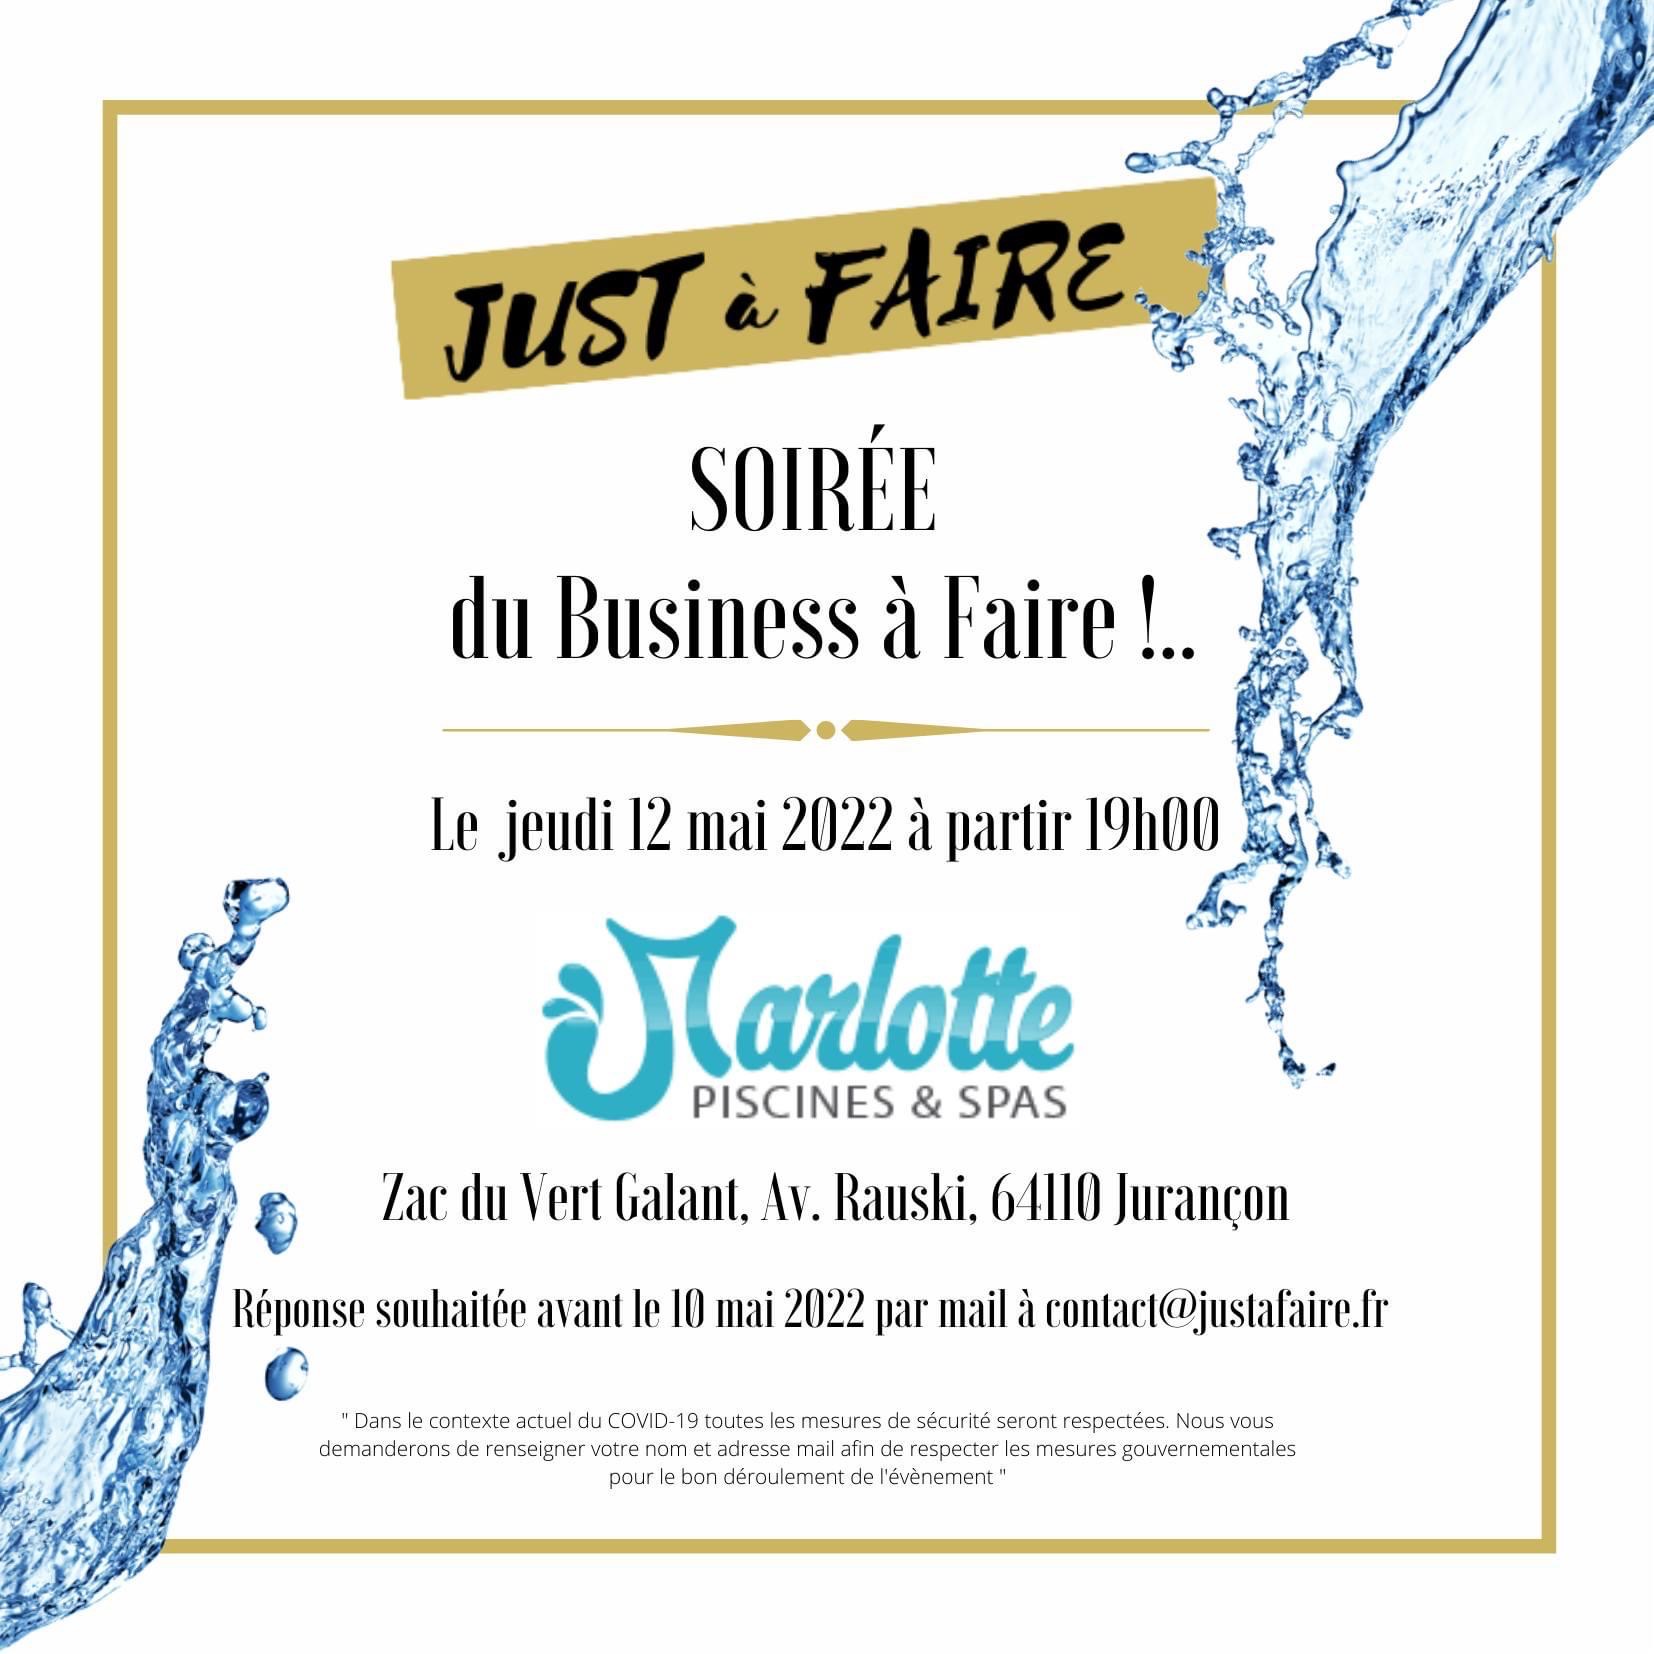 JUST à FAIRE
SOIRÉE
du Business à Faire !..
Le jeudi 12 mai 2022 à partir 19h00
Marlotte
PISCINES & SPAS
Zac du Vert Galant, Av. Rauski, 64110 Jurançon
Réponse souhaitée avant le 10 mai 2022 par mail à contact@justafaire.fr
" Dans le contexte actuel du COVID-19 toutes les mesures de sécurité seront respectées. Nous vous
demanderons de renseigner votre nom et adresse mail afin de respecter les mesures gouvernementales
pour le bon déroulement de l'évènement "